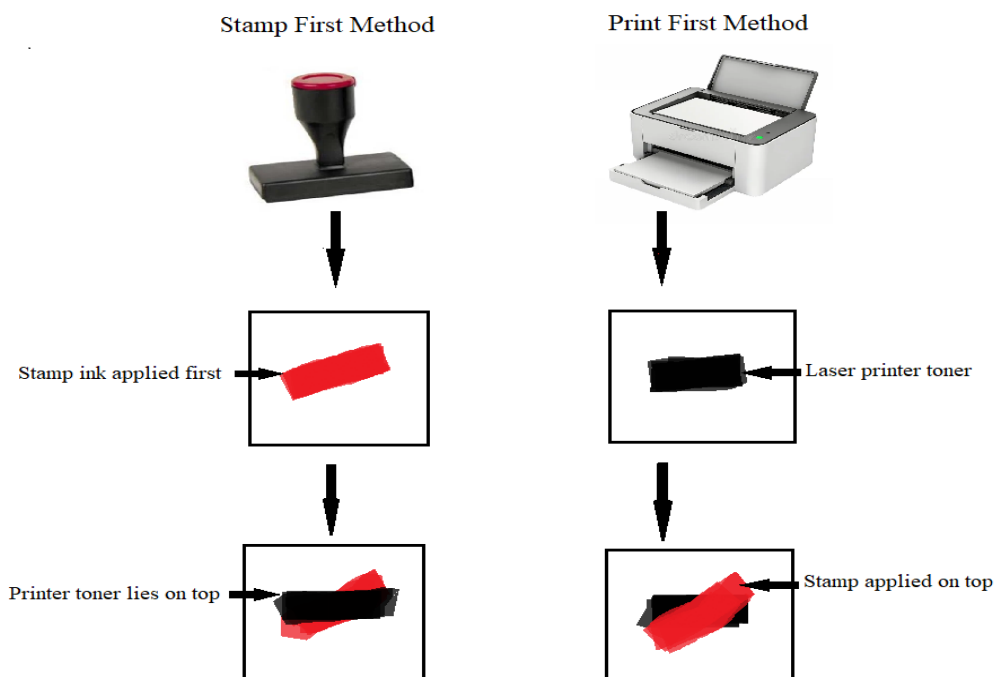 Stamp First Method
Print First Method
Stamp ink applied first
Laser printer toner
Printer toner lies on top
Stamp applied on top